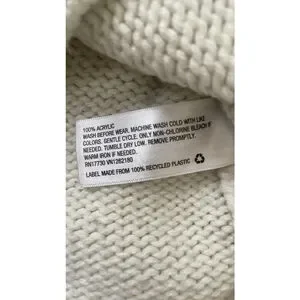 100% ACRYLIC
WASH BEFORE WEAR, MACHINE WASH COLD WITH LIKE
COLORS. GENTLE CYCLE. ONLY NON-CHLORINE BLEACH IF
NEEDED. TUMBLE DRY LOW. REMOVE PROMPTLY.
WARM IRON IF NEEDED.
RN17730 VN1282180
LABEL MADE FROM 100% RECYCLED PLASTIC